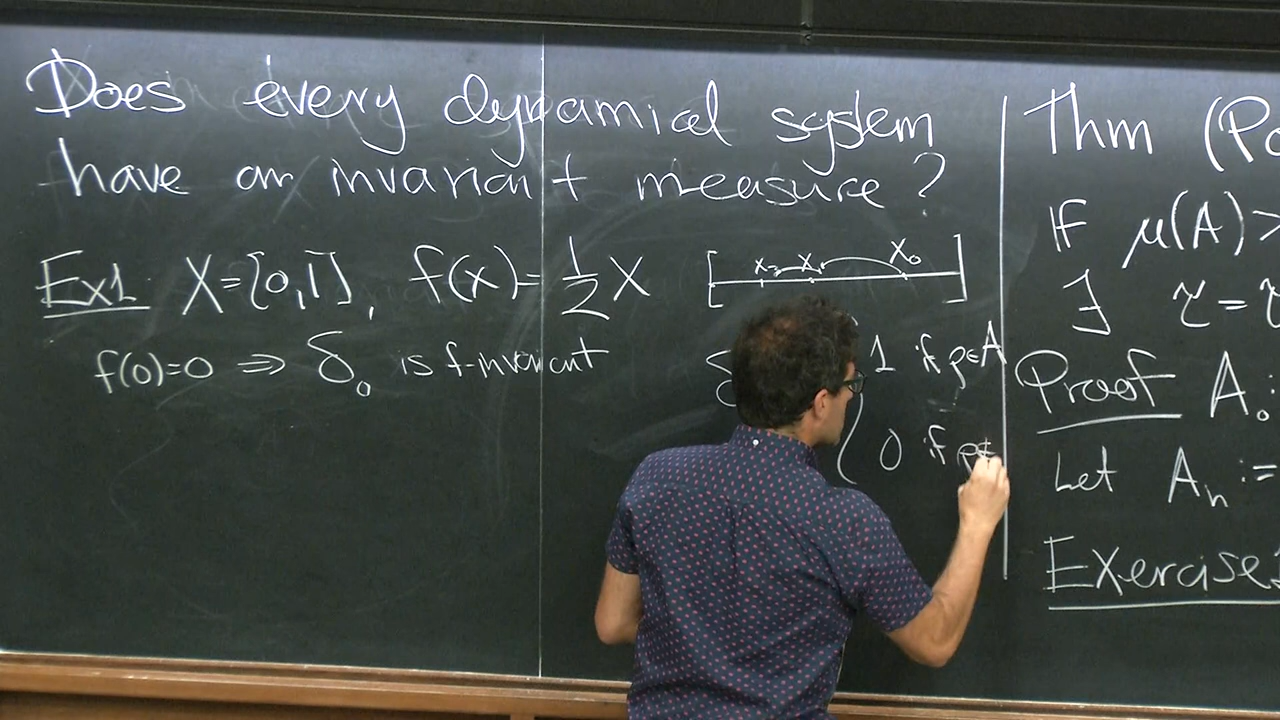 Does every dynamical system
have an invariant measure?
Ex1: X=[0,1], f(x)=½X
X₂ X₁ X₀
f(0)=0 ⇒ δ₀ is f-invariant
δ { 1 if p∈A
0 if p∉
Thm (Po
IF μ(A)>
∃ τ=τ
Proof A₀:
Let Aₙ:=
Exercise: